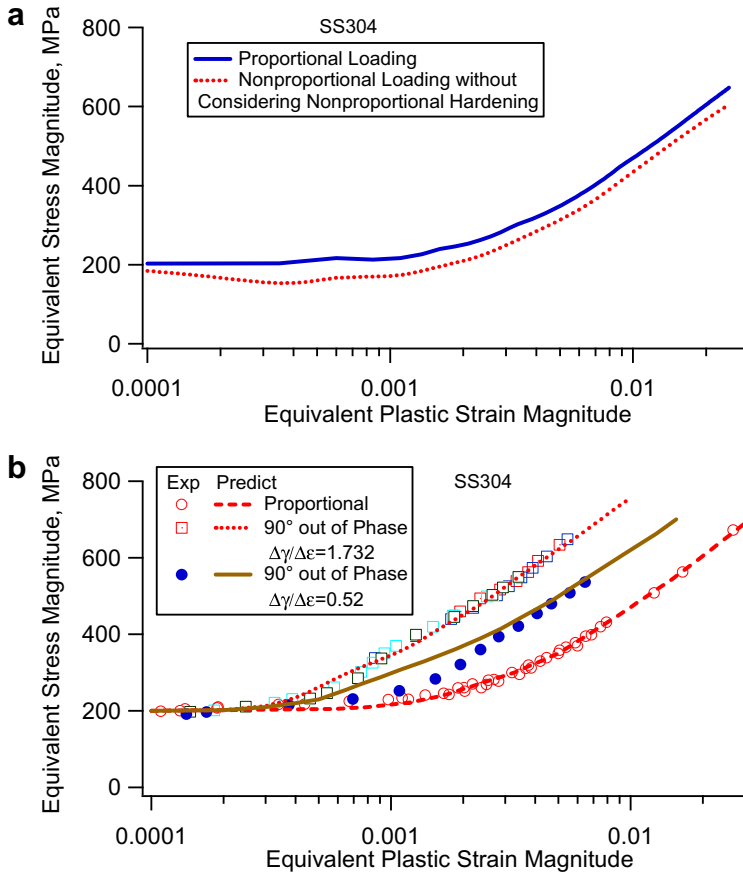 a
SS304
Proportional Loading
Nonproportional Loading without
Considering Nonproportional Hardening
Equivalent Stress Magnitude, MPa
800
600
400
200
0
0.0001
0.001
0.01
Equivalent Plastic Strain Magnitude
b
SS304
Exp Predict
Proportional
90° out of Phase
Δγ/Δε=1.732
90° out of Phase
Δγ/Δε=0.52
Equivalent Stress Magnitude, MPa
800
600
400
200
0
0.0001
0.001
0.01
Equivalent Plastic Strain Magnitude